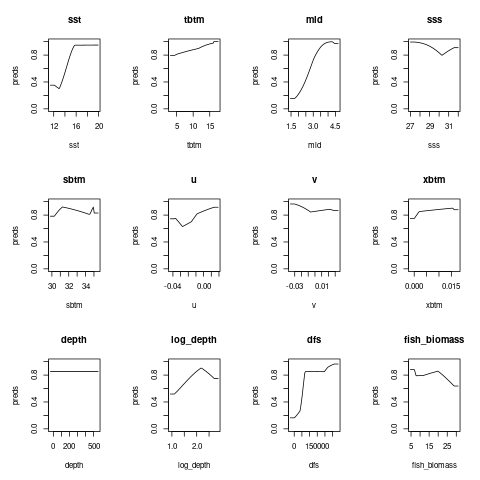 sst tbtm mld sss
preds preds preds preds
0.0 0.4 0.8 0.0 0.4 0.8 0.0 0.4 0.8 0.0 0.4 0.8
12 14 16 18 20 5 10 15 1.5 3.0 4.5 27 29 31
sst tbtm mld sss
sbtm u v xbtm
preds preds preds preds
0.0 0.4 0.8 0.0 0.4 0.8 0.0 0.4 0.8 0.0 0.4 0.8
30 32 34 -0.04 0.00 -0.03 0.01 0.000 0.015
sbtm u v xbtm
depth log_depth dfs fish_biomass
preds preds preds preds
0.0 0.4 0.8 0.0 0.4 0.8 0.0 0.4 0.8 0.0 0.4 0.8
0 200 500 1.0 2.0 0 150000 5 15 25
depth log_depth dfs fish_biomass